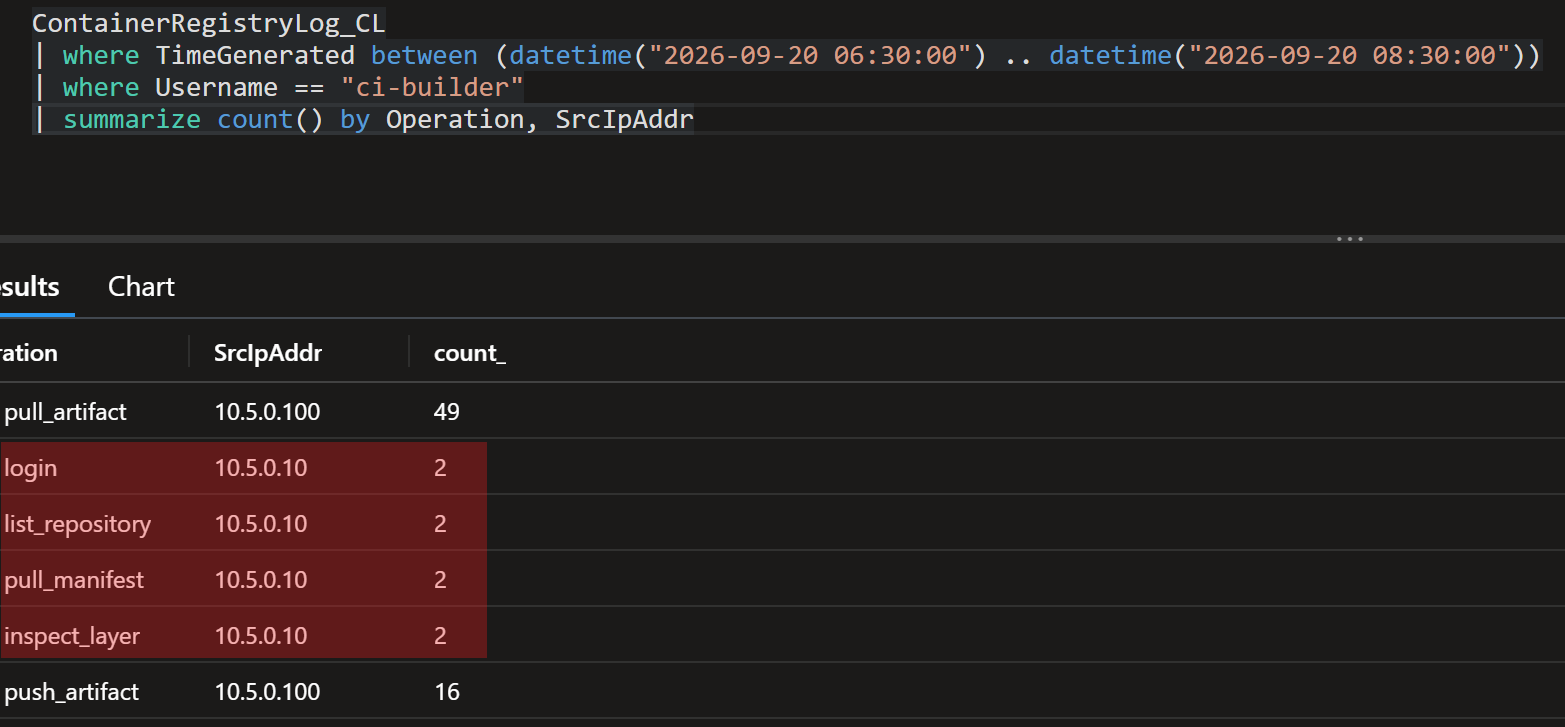 ContainerRegistryLog_CL
| where TimeGenerated between (datetime("2026-09-20 06:30:00") .. datetime("2026-09-20 08:30:00"))
| where Username == "ci-builder"
| summarize count() by Operation, SrcIpAddr
sults Chart
ration SrcIpAddr count_
pull_artifact 10.5.0.100 49
login 10.5.0.10 2
list_repository 10.5.0.10 2
pull_manifest 10.5.0.10 2
inspect_layer 10.5.0.10 2
push_artifact 10.5.0.100 16